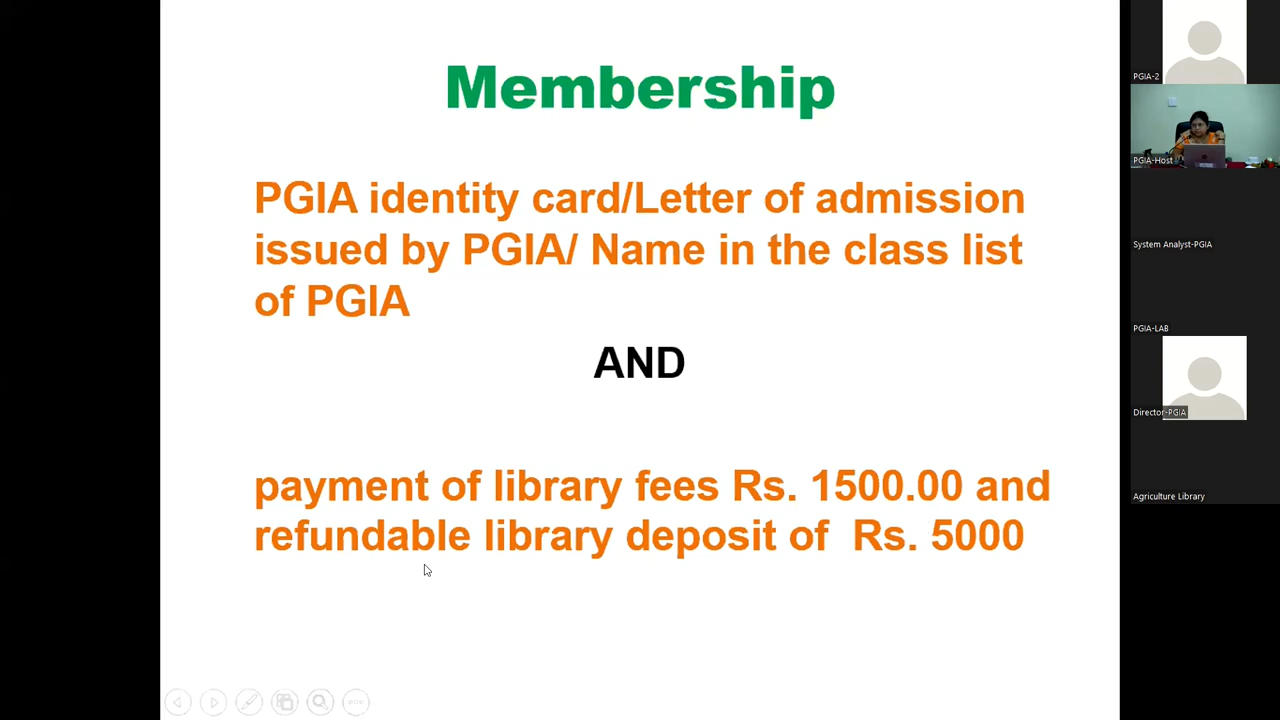 Membership
PGIA identity card/Letter of admission
issued by PGIA/ Name in the class list
of PGIA
AND
payment of library fees Rs. 1500.00 and
refundable library deposit of  Rs. 5000
PGIA-2
PGIA-Host
System Analyst-PGIA
PGIA-LAB
Director-PGIA
Agriculture Library